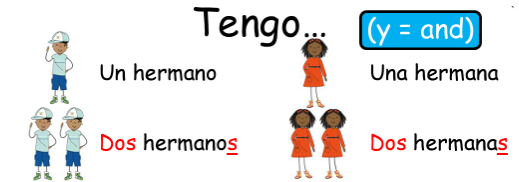 Tengo... (y = and)
Un hermano Una hermana
Dos hermanos Dos hermanas